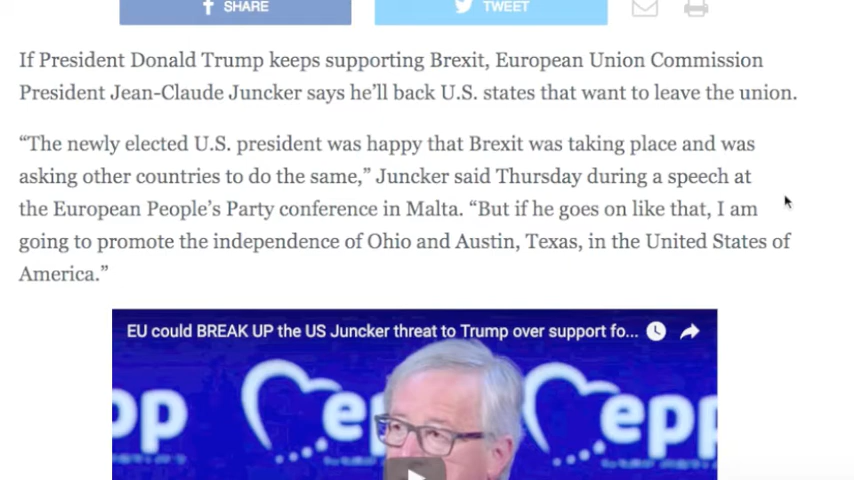 SHARE
TWEET
If President Donald Trump keeps supporting Brexit, European Union Commission
President Jean-Claude Juncker says he’ll back U.S. states that want to leave the union.
“The newly elected U.S. president was happy that Brexit was taking place and was
asking other countries to do the same,” Juncker said Thursday during a speech at
the European People’s Party conference in Malta. “But if he goes on like that, I am
going to promote the independence of Ohio and Austin, Texas, in the United States of
America.”
EU could BREAK UP the US Juncker threat to Trump over support fo...
pp
epp
epp